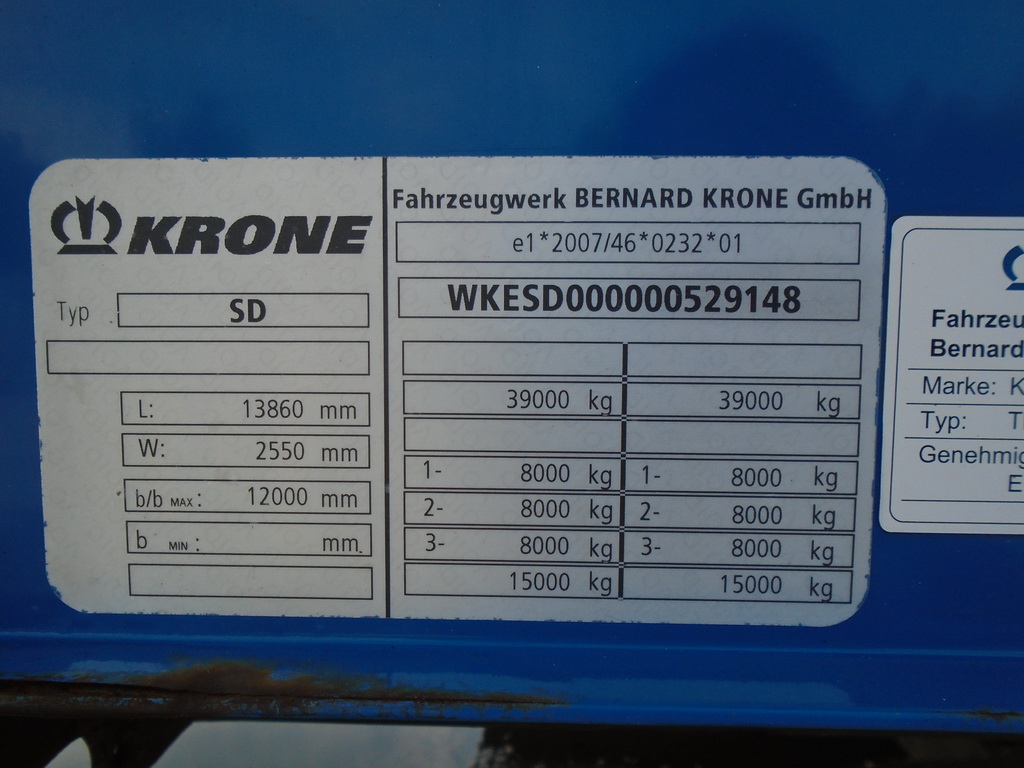 KRONE
Typ SD
L: 13860 mm
W: 2550 mm
b/b MAX: 12000 mm
b MIN: mm
Fahrzeugwerk BERNARD KRONE GmbH
e1*2007/46*0232*01
WKESD000000529148
39000 kg 39000 kg
1- 8000 kg 1- 8000 kg
2- 8000 kg 2- 8000 kg
3- 8000 kg 3- 8000 kg
15000 kg 15000 kg
Bernard
Marke:
Typ: